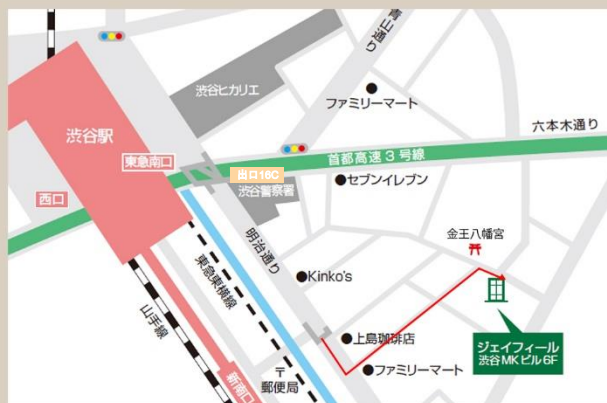 青山通り
渋谷ヒカリエ
ファミリーマート
六本木通り
渋谷駅
東急南口
首都高速3号線
出口16C
セブンイレブン
渋谷警察署
西口
明治通り
金王八幡宮
Kinko's
東急東横線
山手線
上島珈琲店
ジェイフィール
渋谷MKビル6F
ファミリーマート
〒
郵便局
新南口